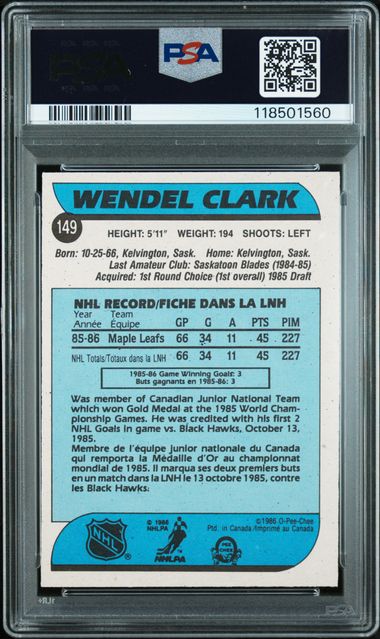 PSA
118501560
WENDEL CLARK
149
HEIGHT: 5'11" WEIGHT: 194 SHOOTS: LEFT
Born: 10-25-66, Kelvington, Sask. Home: Kelvington, Sask.
Last Amateur Club: Saskatoon Blades (1984-85)
Acquired: 1st Round Choice (1st overall) 1985 Draft
NHL RECORD/FICHE DANS LA LNH
Year Team
Année Équipe GP G A PTS PIM
85-86 Maple Leafs 66 34 11 45 227
NHL Totals/Totaux dans la LNH 66 34 11 45 227
1985-86 Game Winning Goals: 3
Buts gagnants en 1985-86: 3
Was member of Canadian Junior National Team
which won Gold Medal at the 1985 World Cham-
pionship Games. He was credited with his first 2
NHL Goals in game vs. Black Hawks, October 13,
1985.
Membre de l'équipe junior nationale du Canada
qui remporta la Médaille d'Or au championnat
mondial de 1985. Il marqua ses deux premiers buts
en un match dans la LNH le 13 octobre 1985, contre
les Black Hawks.
© 1986
NHLPA
©1986 O-Pee-Chee
Ptd. in Canada/Imprimé au Canada
NHL
NHLPA
O PEE CHEE